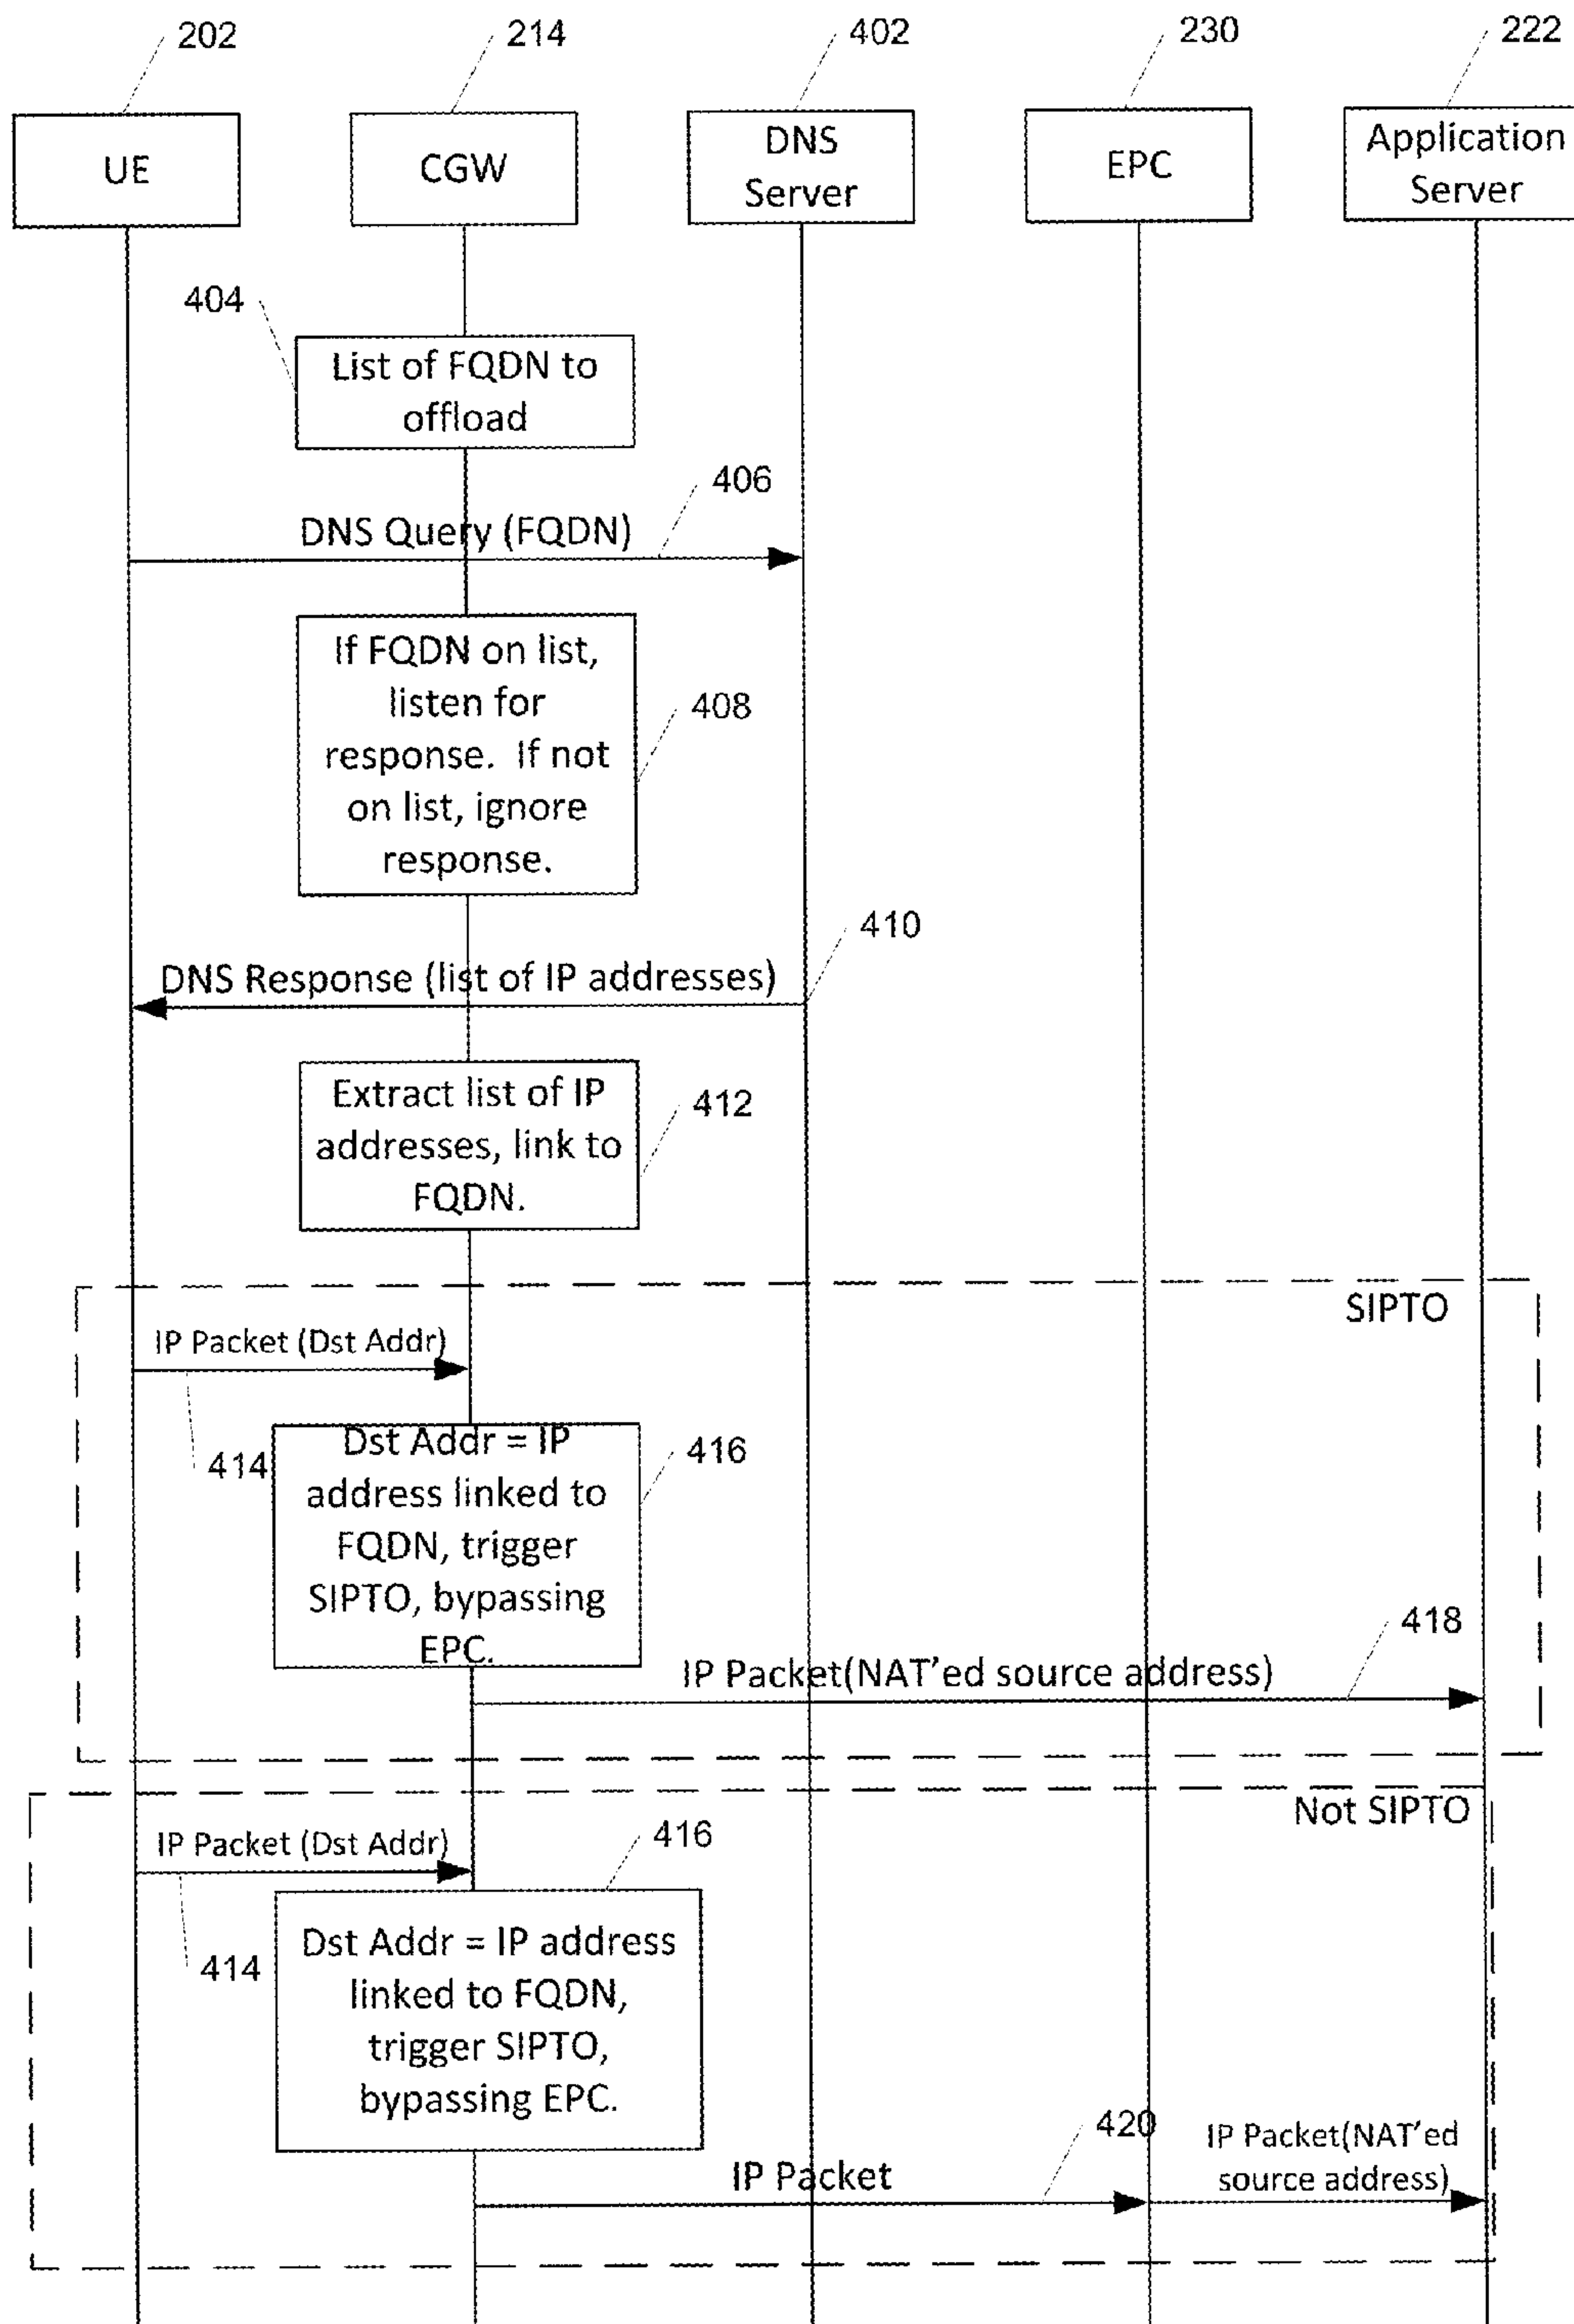 202
214
402
230
222
UE
CGW
DNS
Server
EPC
Application
Server
404
List of FQDN to
offload
406
DNS Query (FQDN)
If FQDN on list,
listen for
response. If not
on list, ignore
response.
408
410
DNS Response (list of IP addresses)
Extract list of IP
addresses, link to
FQDN.
412
SIPTO
IP Packet (Dst Addr)
414
Dst Addr = IP
address linked to
FQDN, trigger
SIPTO, bypassing
EPC.
416
418
IP Packet(NAT'ed source address)
Not SIPTO
IP Packet (Dst Addr)
416
414
Dst Addr = IP address
linked to FQDN,
trigger SIPTO,
bypassing EPC.
420
IP Packet
IP Packet(NAT'ed
source address)